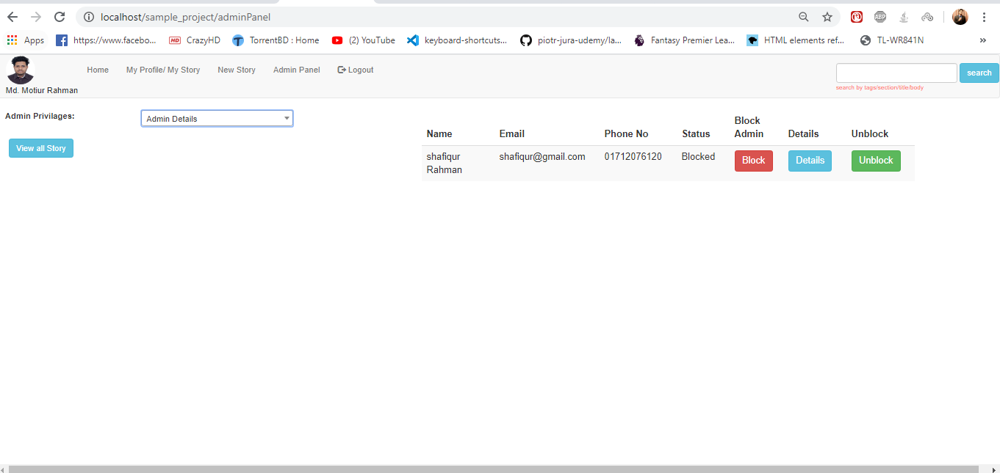 localhost/sample_project/adminPanel
ABP
Apps
https://www.facebo...
HD
CrazyHD
TorrentBD : Home
(2) YouTube
keyboard-shortcuts...
piotr-jura-udemy/la...
Fantasy Premier Lea...
HTML elements ref...
TL-WR841N
»
Md. Motiur Rahman
Home
My Profile/ My Story
New Story
Admin Panel
Logout
search
search by tags/section/title/body
Admin Privilages:
Admin Details
View all Story
Name Email Phone No Status Block Admin Details Unblock
shafiqur Rahman shafiqur@gmail.com 01712076120 Blocked Block Details Unblock